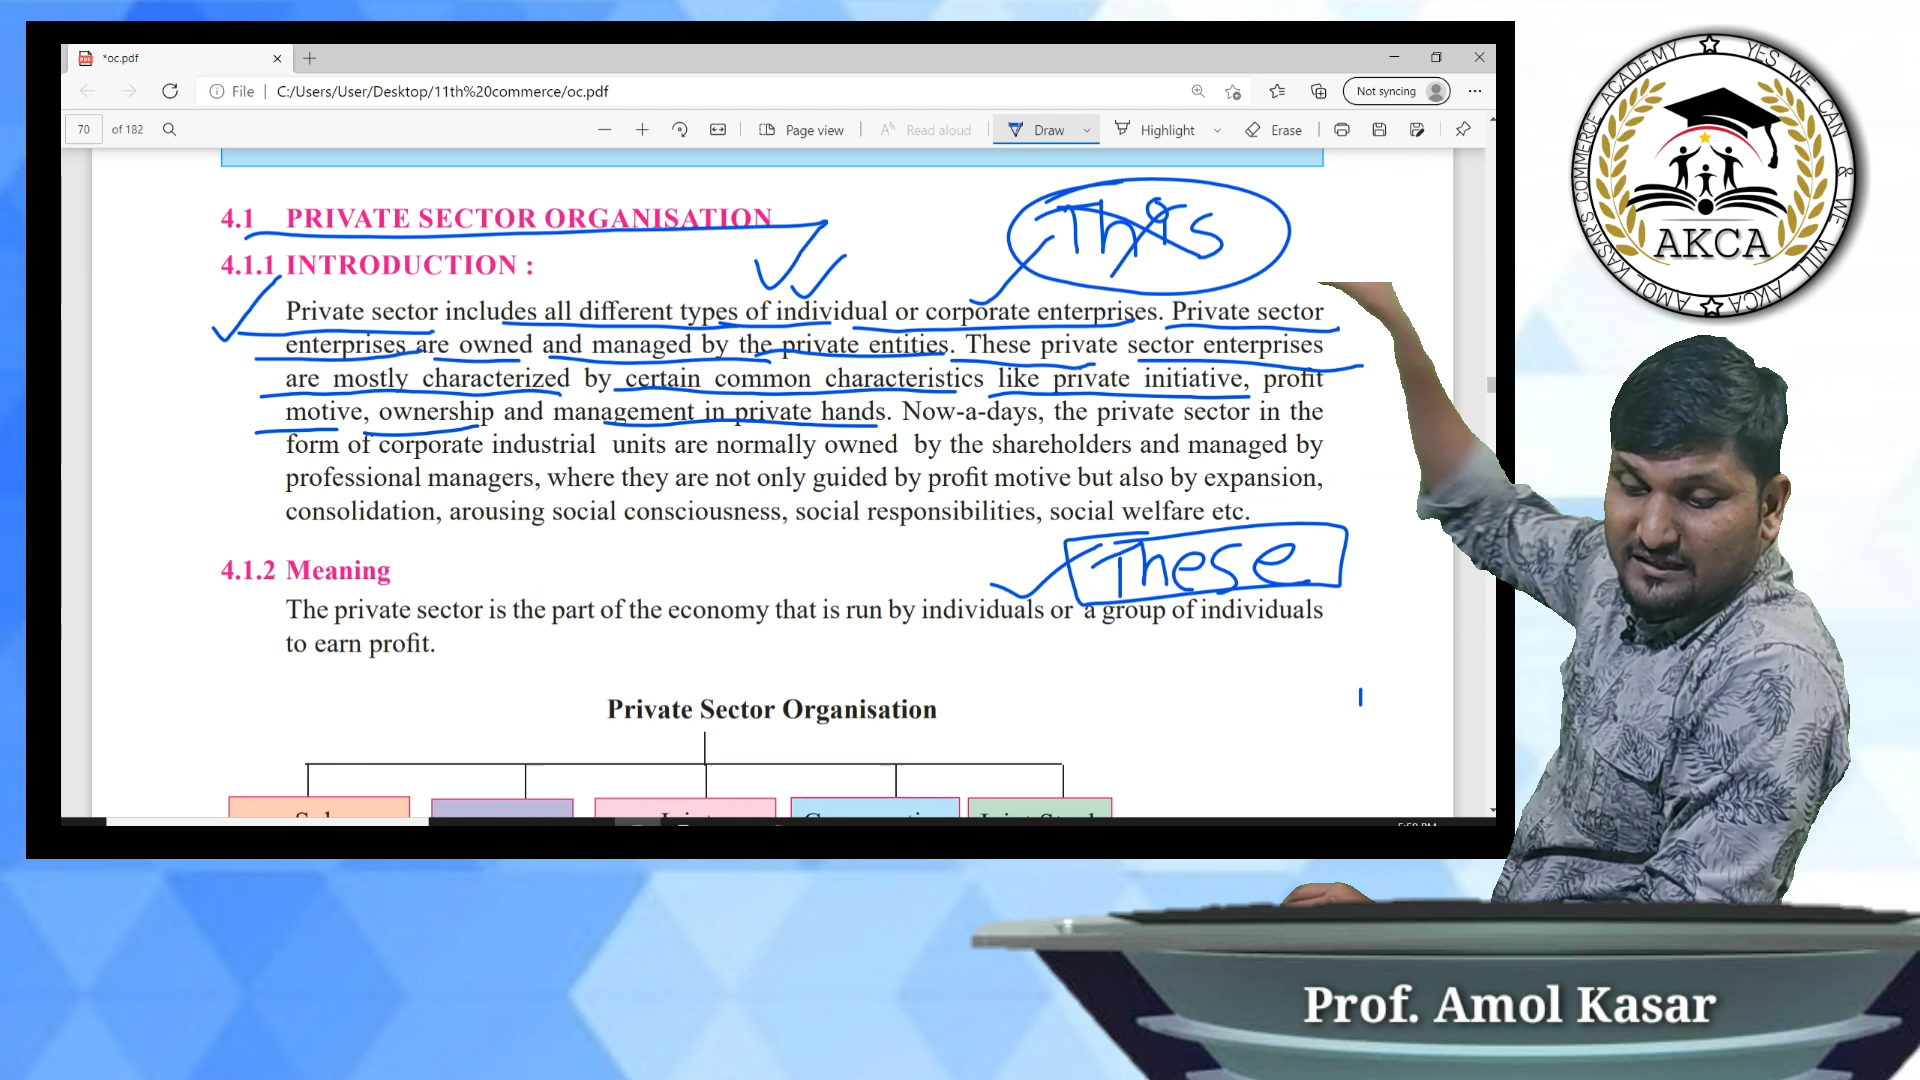 *oc.pdf
File | C:/Users/User/Desktop/11th%20commerce/oc.pdf
Not syncing
70 of 182
Page view
Read aloud
Draw
Highlight
Erase
4.1 PRIVATE SECTOR ORGANISATION
This
4.1.1 INTRODUCTION :
Private sector includes all different types of individual or corporate enterprises. Private sector
enterprises are owned and managed by the private entities. These private sector enterprises
are mostly characterized by certain common characteristics like private initiative, profit
motive, ownership and management in private hands. Now-a-days, the private sector in the
form of corporate industrial units are normally owned by the shareholders and managed by
professional managers, where they are not only guided by profit motive but also by expansion,
consolidation, arousing social consciousness, social responsibilities, social welfare etc.
These
4.1.2 Meaning
The private sector is the part of the economy that is run by individuals or a group of individuals
to earn profit.
Private Sector Organisation
AMOL KASAR'S COMMERCE ACADEMY
YES WE CAN & WE WILL
AKCA
AKCA
Prof. Amol Kasar